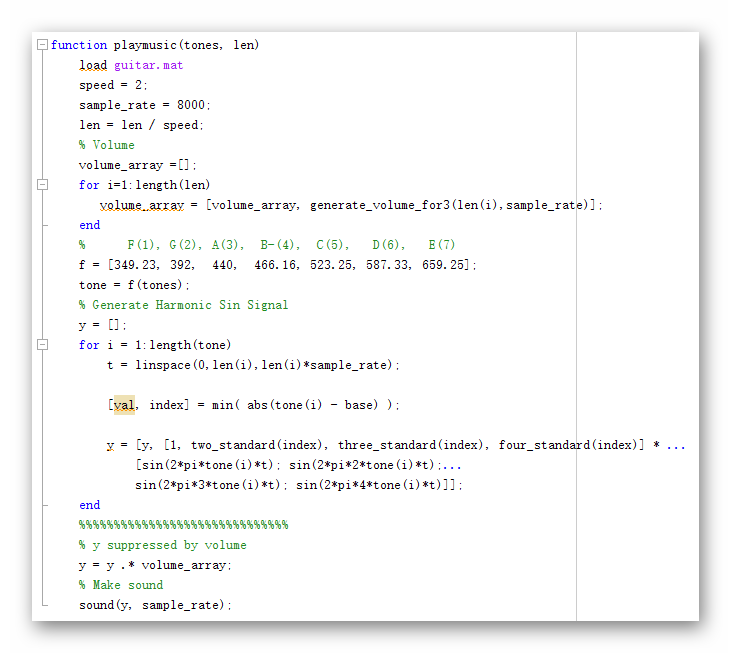 function playmusic(tones, len)
load guitar.mat
speed = 2;
sample_rate = 8000;
len = len / speed;
% Volume
volume_array =[];
for i=1:length(len)
volume_array = [volume_array, generate_volume_for3(len(i),sample_rate)];
end
% F(1), G(2), A(3), B-(4), C(5), D(6), E(7)
f = [349.23, 392, 440, 466.16, 523.25, 587.33, 659.25];
tone = f(tones);
% Generate Harmonic Sin Signal
y = [];
for i = 1:length(tone)
t = linspace(0,len(i),len(i)*sample_rate);
[val, index] = min( abs(tone(i) - base) );
y = [y, [1, two_standard(index), three_standard(index), four_standard(index)] * ...
[sin(2*pi*tone(i)*t); sin(2*pi*2*tone(i)*t);...
sin(2*pi*3*tone(i)*t); sin(2*pi*4*tone(i)*t)]];
end
%%%%%%%%%%%%%%%%%%%%%%%%%%%%%%
% y suppressed by volume
y = y .* volume_array;
% Make sound
sound(y, sample_rate);